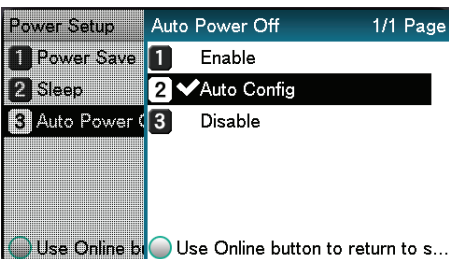 Power Setup
1 Power Save
2 Sleep
3 Auto Power
Use Online
Auto Power Off 1/1 Page
1 Enable
2 Auto Config
3 Disable
Use Online button to return to s...